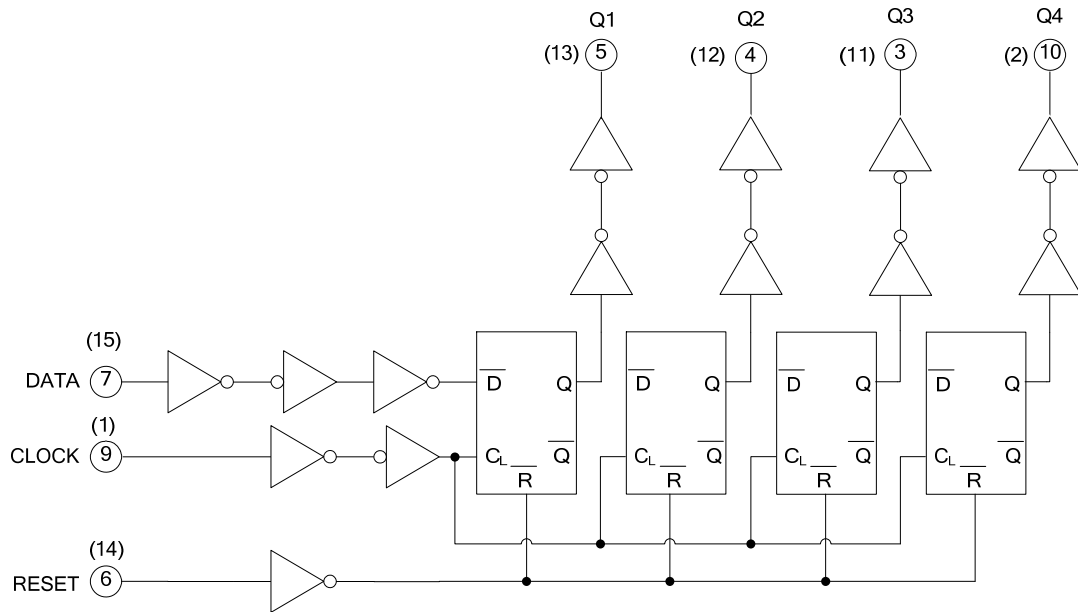 Q1 Q2 Q3 Q4
(13) 5 (12) 4 (11) 3 (2) 10
(15)
DATA 7
D̅ Q D̅ Q D̅ Q D̅ Q
(1)
CLOCK 9
CL Q̅ CL Q̅ CL Q̅ CL Q̅
R̅ R̅ R̅ R̅
(14)
RESET 6